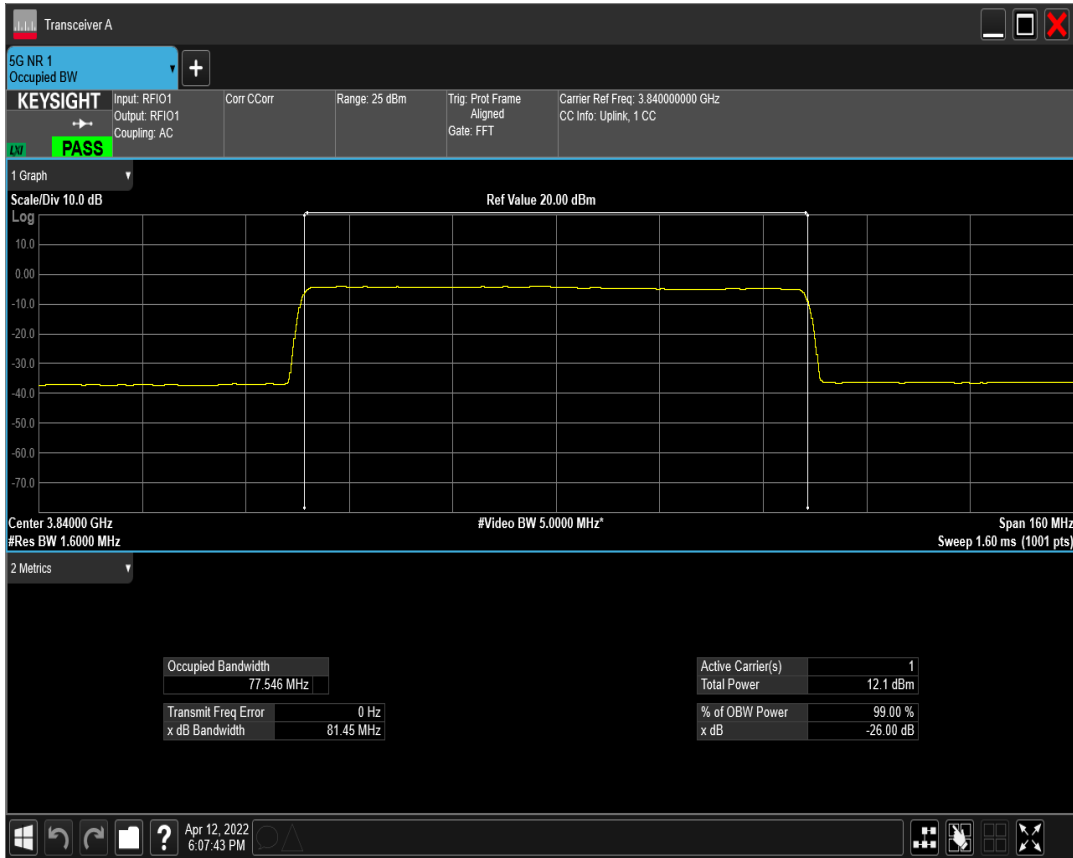 Transceiver A
5G NR 1
Occupied BW
KEYSIGHT
LXI
PASS
Input: RFIO1
Output: RFIO1
Coupling: AC
Corr CCorr
Range: 25 dBm
Trig: Prot Frame
Aligned
Gate: FFT
Carrier Ref Freq: 3.840000000 GHz
CC Info: Uplink, 1 CC
1 Graph
Scale/Div 10.0 dB
Ref Value 20.00 dBm
Log
10.0
0.00
-10.0
-20.0
-30.0
-40.0
-50.0
-60.0
-70.0
Center 3.84000 GHz
#Video BW 5.0000 MHz*
Span 160 MHz
#Res BW 1.6000 MHz
Sweep 1.60 ms (1001 pts)
2 Metrics
Occupied Bandwidth
77.546 MHz
Transmit Freq Error 0 Hz
x dB Bandwidth 81.45 MHz
Active Carrier(s) 1
Total Power 12.1 dBm
% of OBW Power 99.00 %
x dB -26.00 dB
?
Apr 12, 2022
6:07:43 PM